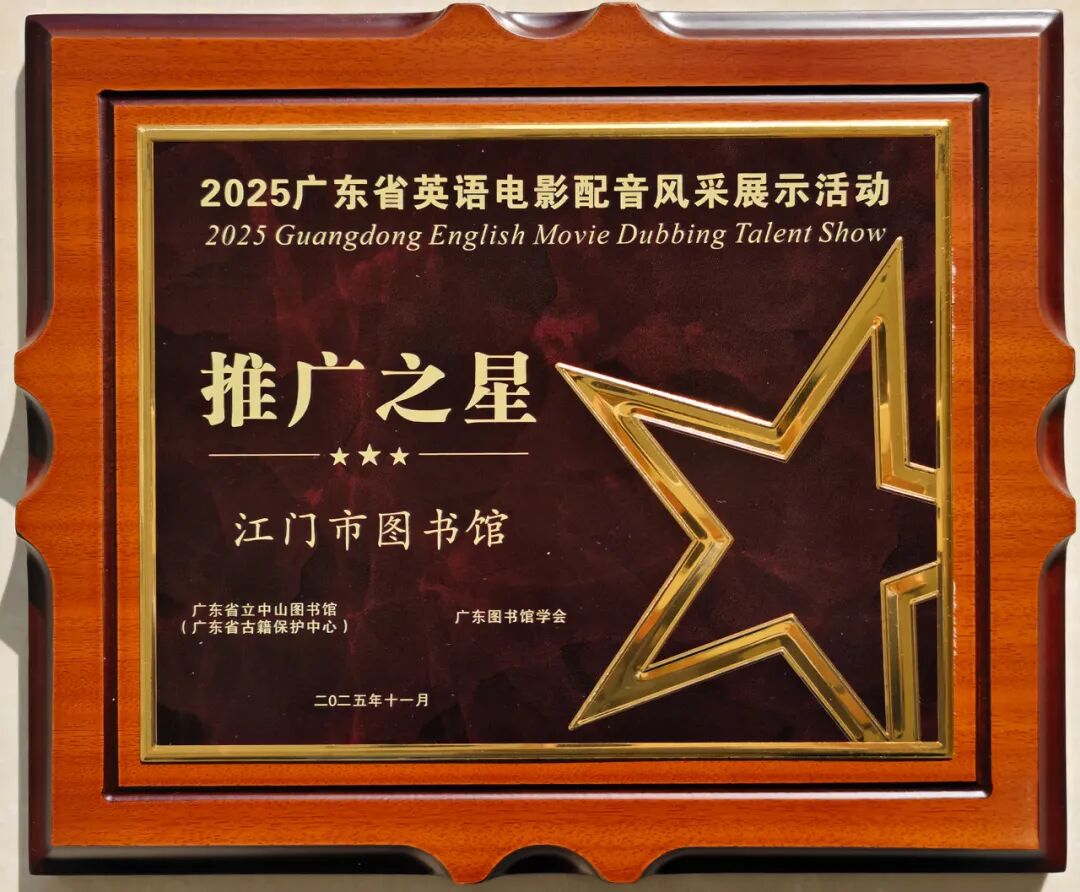 2025广东省英语电影配音风采展示活动
2025 Guangdong English Movie Dubbing Talent Show
推广之星
江门市图书馆
广东省立中山图书馆
（广东省古籍保护中心）
广东图书馆学会
二〇二五年十一月